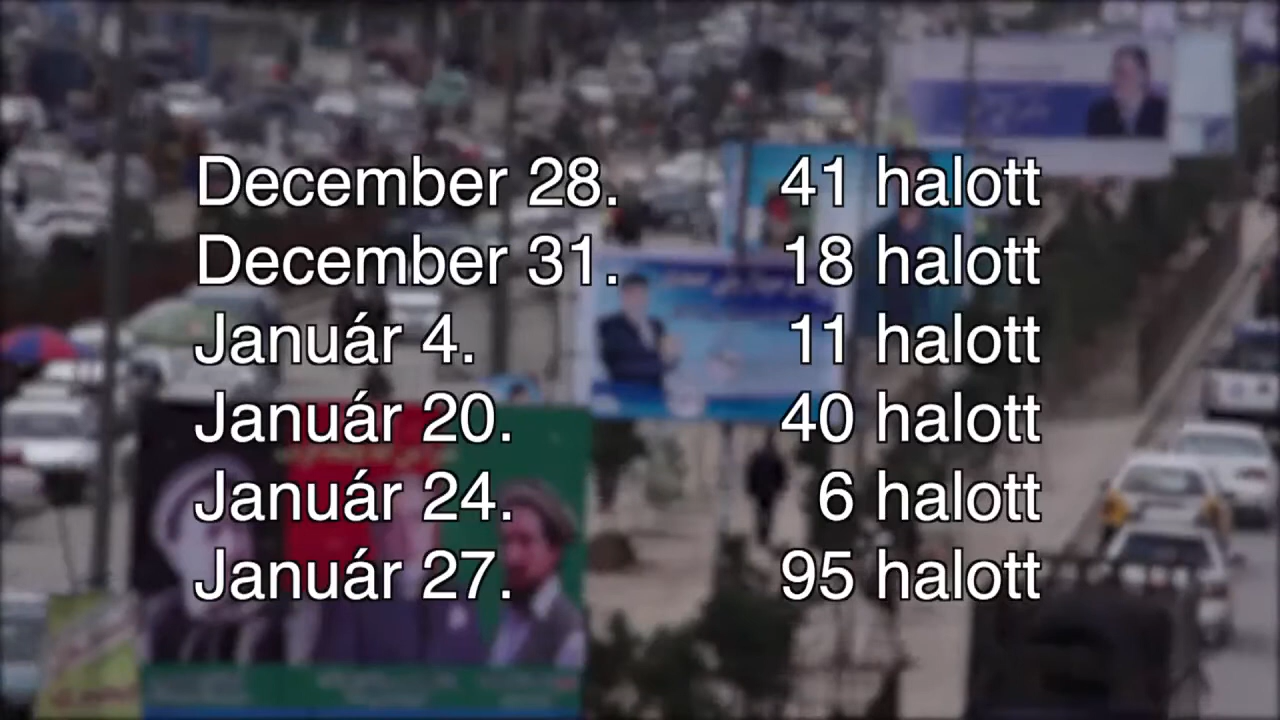 December 28. 41 halott
December 31. 18 halott
Január 4. 11 halott
Január 20. 40 halott
Január 24. 6 halott
Január 27. 95 halott